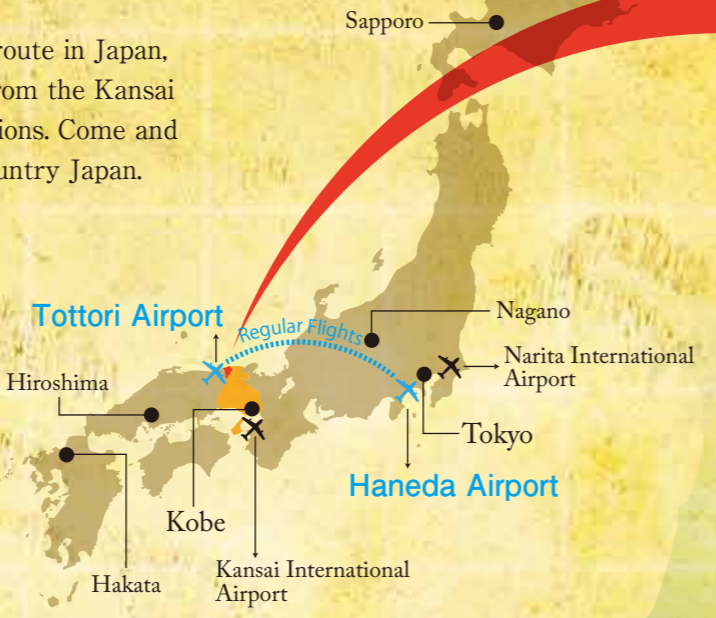 Sapporo
route in Japan,
rom the Kansai
ions. Come and
untry Japan.
Tottori Airport
Regular Flights
Nagano
Narita International
Airport
Hiroshima
Tokyo
Haneda Airport
Kobe
Kansai International
Airport
Hakata